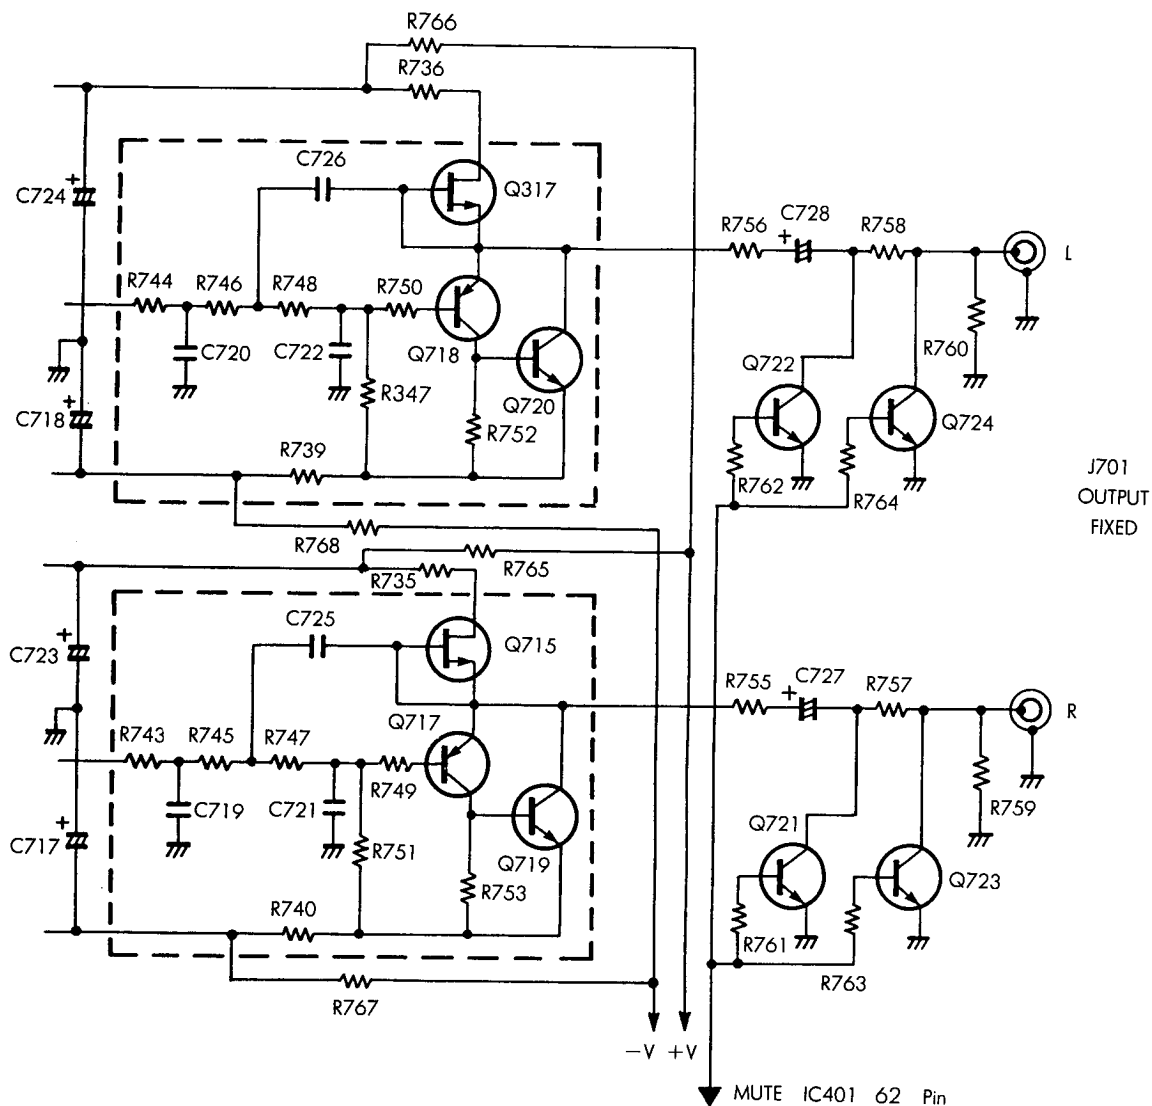 R766
R736
C726
Q317
C724
+
R756
C728
+
R758
L
R744
R746
R748
R750
C720
C722
Q718
R347
Q720
R752
R760
Q722
Q724
C718
+
R739
R762
R764
J701
OUTPUT
FIXED
R768
R765
R735
C725
Q715
C723
+
R755
C727
+
R757
R
Q717
R743
R745
R747
R749
C719
C721
R751
Q719
R753
R759
Q721
Q723
C717
+
R740
R761
R763
R767
−V +V
MUTE IC401 62 Pin